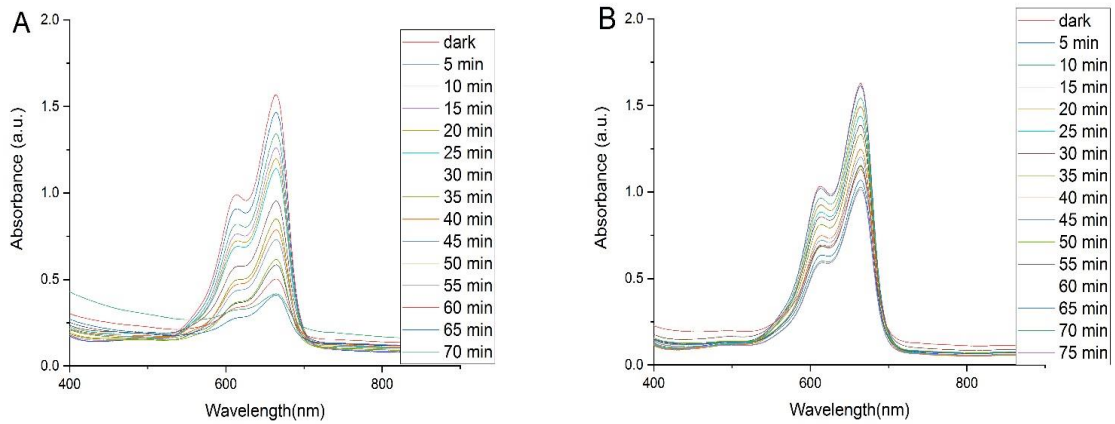 A
2.0
1.5
1.0
0.5
0.0
400
600
800
Absorbance (a.u.)
Wavelength(nm)
dark
5 min
10 min
15 min
20 min
25 min
30 min
35 min
40 min
45 min
50 min
55 min
60 min
65 min
70 min
B
2.0
1.5
1.0
0.5
0.0
400
600
800
Absorbance (a.u.)
Wavelength(nm)
dark
5 min
10 min
15 min
20 min
25 min
30 min
35 min
40 min
45 min
50 min
55 min
60 min
65 min
70 min
75 min